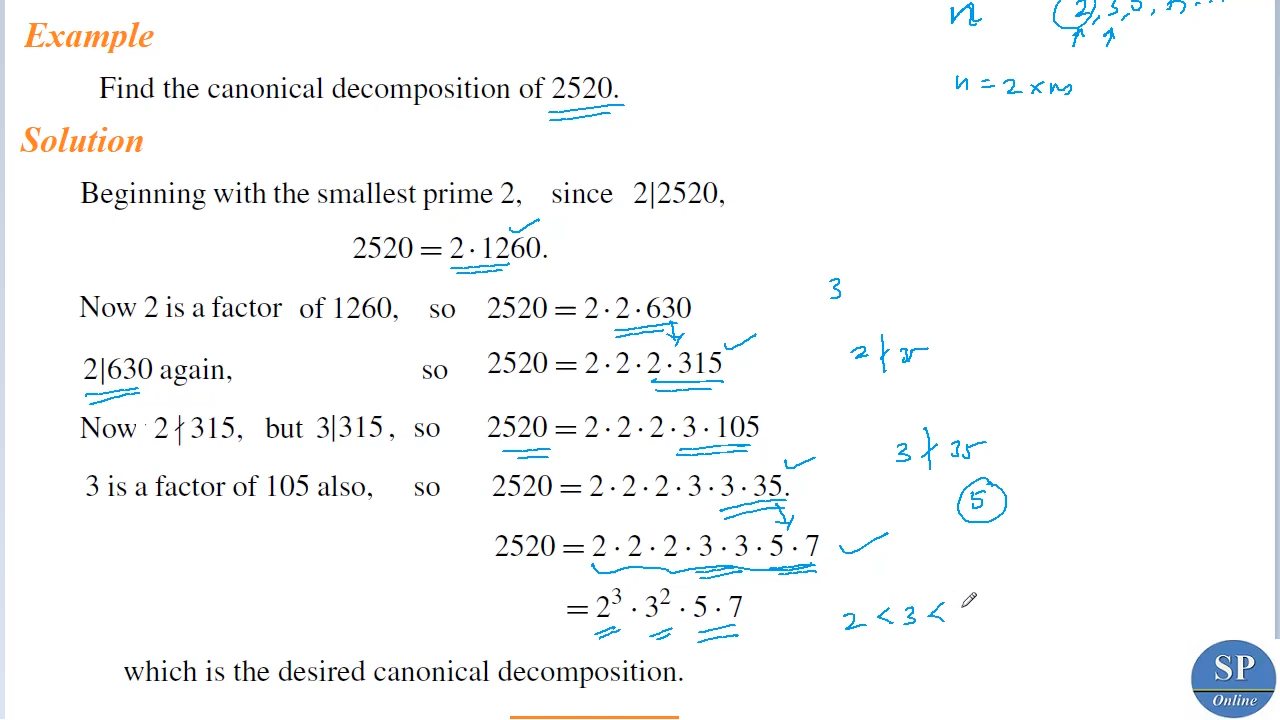 n 2, 3, 5, 7, ...
Example
Find the canonical decomposition of 2520.
n = 2 × m
Solution
Beginning with the smallest prime 2, since 2|2520,
2520 = 2 · 1260.
Now 2 is a factor of 1260, so 2520 = 2 · 2 · 630
3
2|630 again, so 2520 = 2 · 2 · 2 · 315
2 ∤ 35
Now 2 ∤ 315, but 3|315, so 2520 = 2 · 2 · 2 · 3 · 105
3 ∤ 35
3 is a factor of 105 also, so 2520 = 2 · 2 · 2 · 3 · 3 · 35.
5
2520 = 2 · 2 · 2 · 3 · 3 · 5 · 7
= 2³ · 3² · 5 · 7
2 < 3 <
which is the desired canonical decomposition.
SP
Online